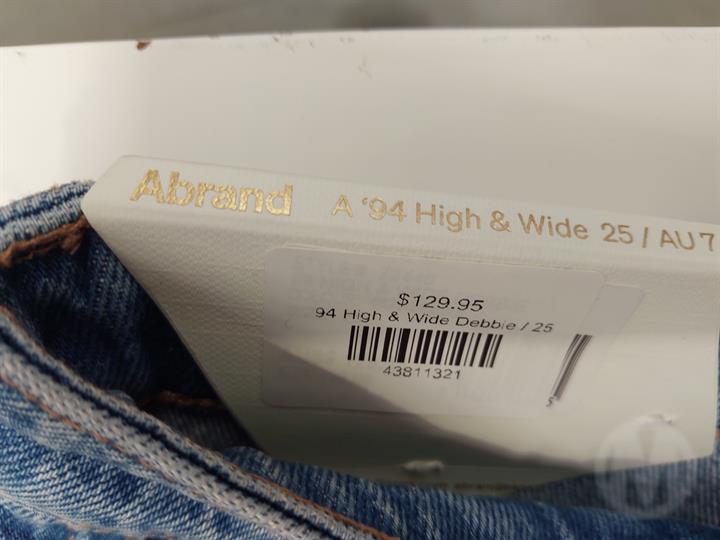 Abrand A '94 High & Wide 25 / AU 7
$129.95
94 High & Wide Debbie / 25
43811321